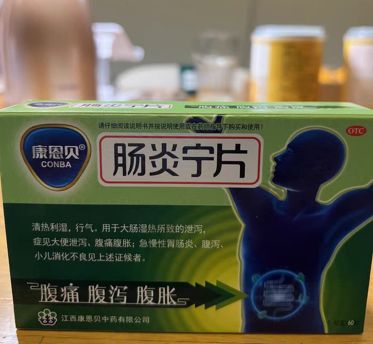 请仔细阅读说明书并按说明使用或在药师指导下购买和使用!
康恩贝®
CONBA
肠炎宁片
OTC
清热利湿,行气。用于大肠湿热所致的泄泻,
症见大便泄泻、腹痛腹胀;急慢性胃肠炎、腹泻、
小儿消化不良见上述证候者。
腹痛 腹泻 腹胀
江西康恩贝中药有限公司